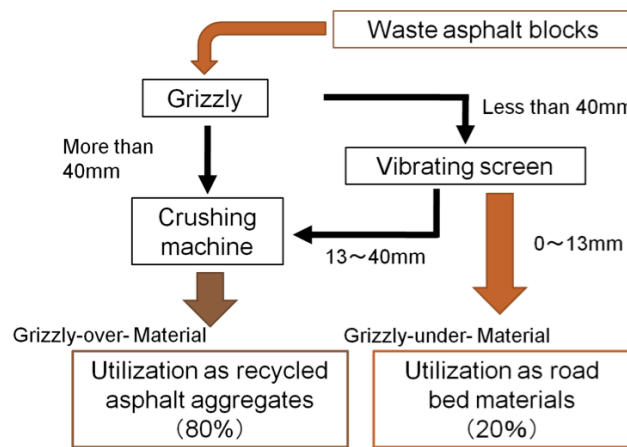 Waste asphalt blocks
Grizzly
Less than 40mm
More than
40mm
Vibrating screen
Crushing
machine
13～40mm
0～13mm
Grizzly-over- Material
Grizzly-under- Material
Utilization as recycled
asphalt aggregates
（80%）
Utilization as road
bed materials
（20%）